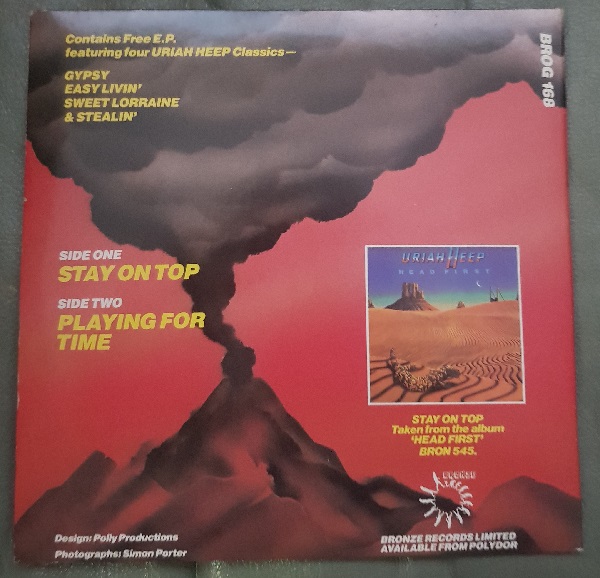 Contains Free E.P.
featuring four URIAH HEEP Classics—
GYPSY
EASY LIVIN'
SWEET LORRAINE
& STEALIN'
BROG 168
SIDE ONE
STAY ON TOP
SIDE TWO
PLAYING FOR
TIME
URIAH HEEP
HEAD FIRST
STAY ON TOP
Taken from the album
'HEAD FIRST'
BRON 545.
BRONZE
Design: Polly Productions
Photographs: Simon Porter
BRONZE RECORDS LIMITED
AVAILABLE FROM POLYDOR